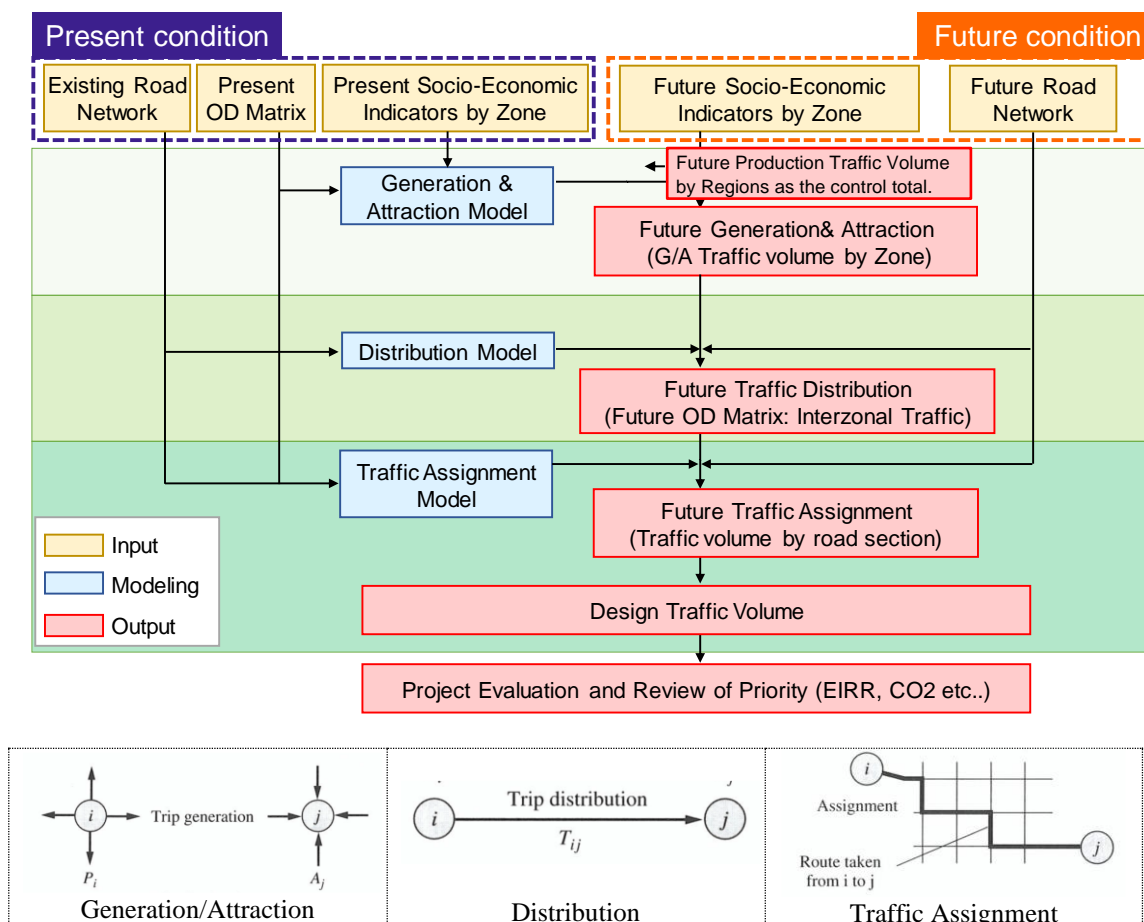 Present condition
Future condition
Existing Road
Network
Present
OD Matrix
Present Socio-Economic
Indicators by Zone
Future Socio-Economic
Indicators by Zone
Future Road
Network
Generation &
Attraction Model
Future Production Traffic Volume
by Regions as the control total.
Future Generation& Attraction
(G/A Traffic volume by Zone)
Distribution Model
Future Traffic Distribution
(Future OD Matrix: Interzonal Traffic)
Traffic Assignment
Model
Future Traffic Assignment
(Traffic volume by road section)
Input
Modeling
Output
Design Traffic Volume
Project Evaluation and Review of Priority (EIRR, CO2 etc..)
i
Trip generation
j
Pi
Aj
Generation/Attraction
i
Trip distribution
j
Tij
Distribution
i
Assignment
Route taken
from i to j
j
Traffic Assignment